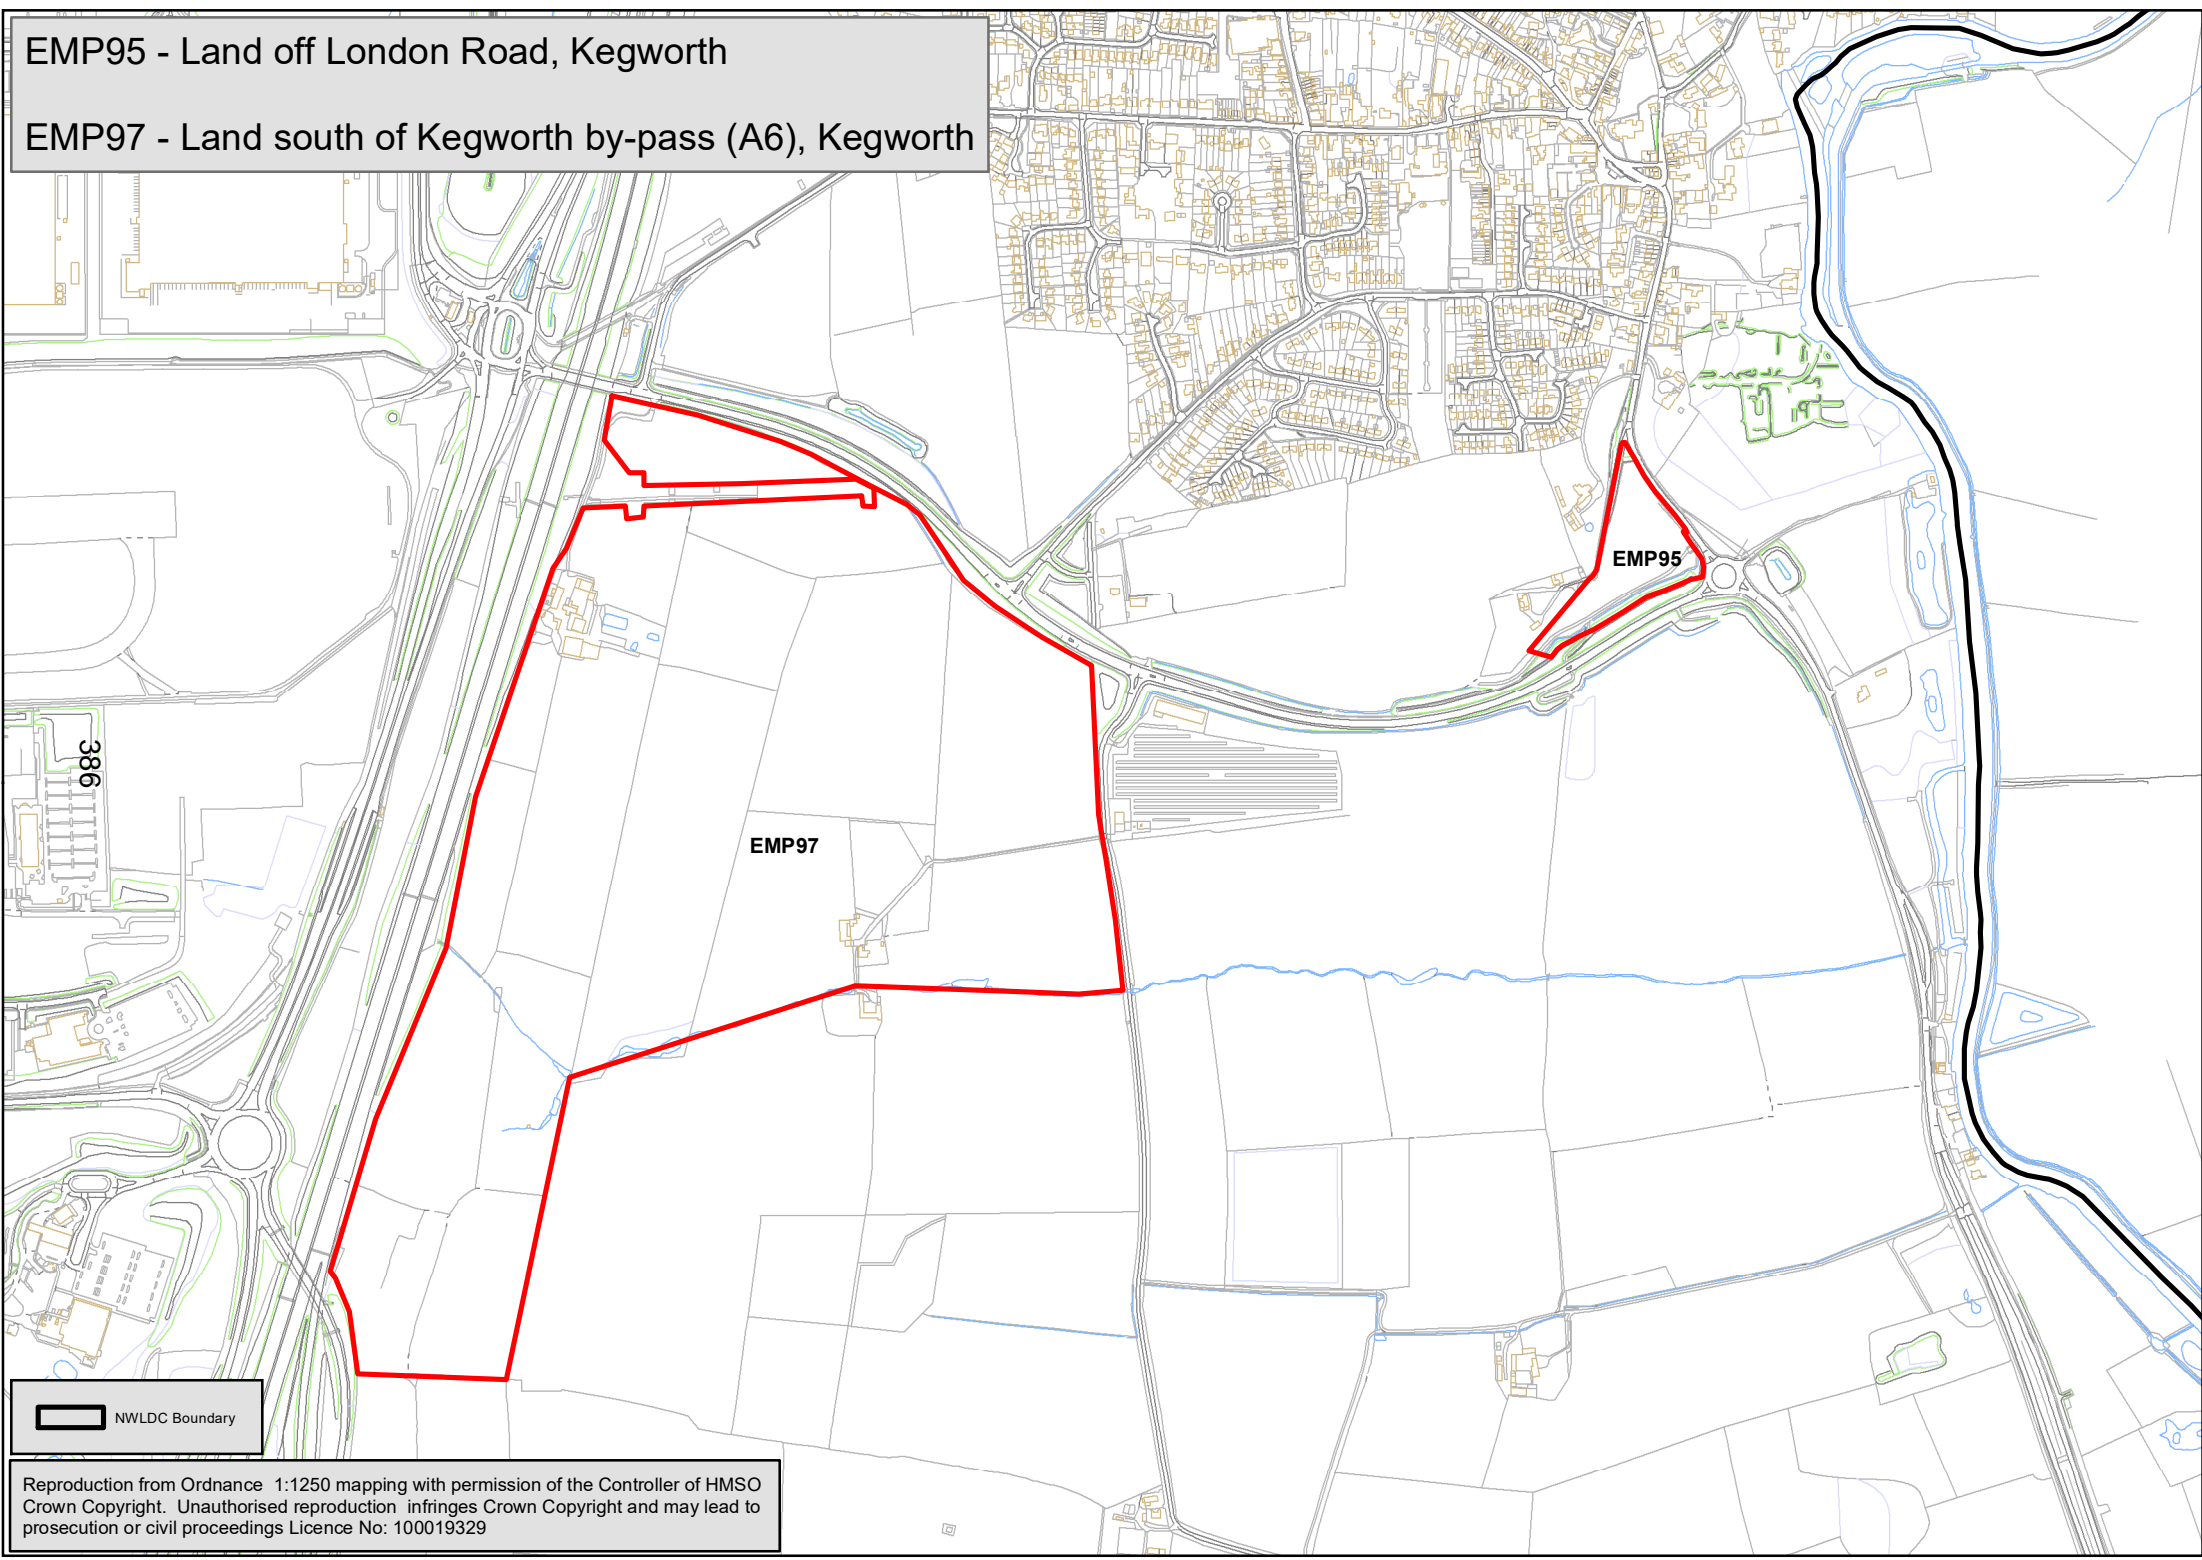 EMP95 - Land off London Road, Kegworth
EMP97 - Land south of Kegworth by-pass (A6), Kegworth
EMP95
386
EMP97
NWLDC Boundary
Reproduction from Ordnance 1:1250 mapping with permission of the Controller of HMSO
Crown Copyright. Unauthorised reproduction infringes Crown Copyright and may lead to
prosecution or civil proceedings Licence No: 100019329